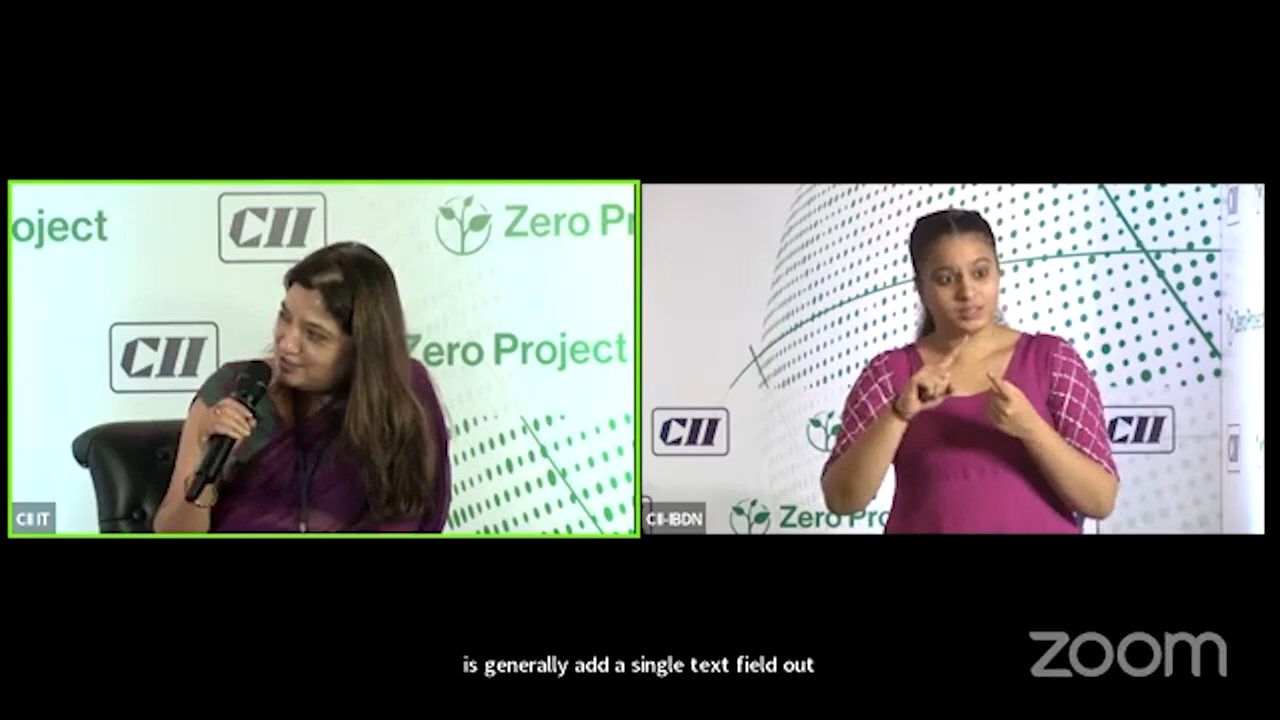 oject
CII
Zero Pr
CII
Zero Project
CII IT
CII
CII
Zero Pro
CII-IBDN
is generally add a single text field out
zoom